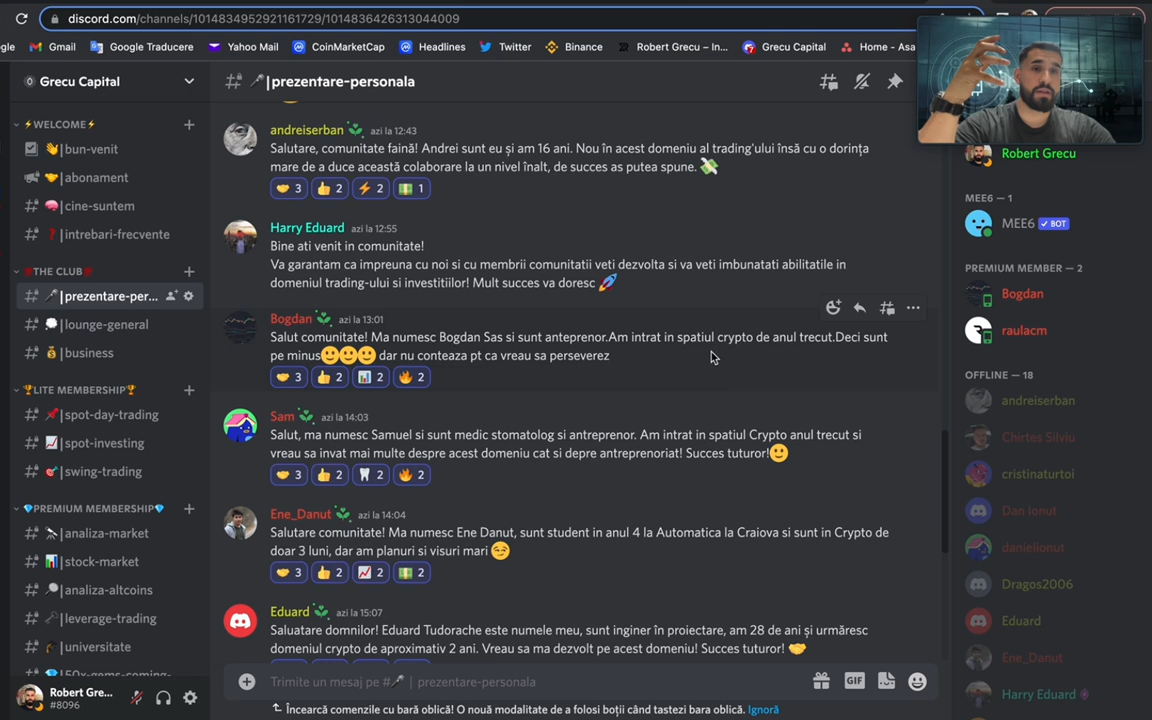 discord.com/channels/1014834952921161729/1014836426313044009
gle Gmail Google Traducere Yahoo Mail CoinMarketCap Headlines Twitter Binance Robert Grecu – In... Grecu Capital Home - Asa
Grecu Capital
⚡WELCOME⚡
👋|bun-venit
🤝|abonament
🧠|cine-suntem
❓|intrebari-frecvente
🔴THE CLUB🔴
🎤|prezentare-per...
💭|lounge-general
💰|business
🏆LITE MEMBERSHIP🏆
📌|spot-day-trading
📈|spot-investing
🎯|swing-trading
💎PREMIUM MEMBERSHIP💎
🔭|analiza-market
📊|stock-market
🔎|analiza-altcoins
🗝|leverage-trading
🎓|universitate
💎|50x-gems-coming-
Robert Gre...
#8096
🎤|prezentare-personala
andreiserban azi la 12:43
Salutare, comunitate faină! Andrei sunt eu și am 16 ani. Nou în acest domeniu al trading'ului însă cu o dorința
mare de a duce această colaborare la un nivel înalt, de succes as putea spune. 💸
🤝 3 👍 2 ⚡ 2 💵 1
Harry Eduard azi la 12:55
Bine ati venit in comunitate!
Va garantam ca impreuna cu noi si cu membrii comunitatii veti dezvolta si va veti imbunatati abilitatile in
domeniul trading-ului si investitiilor! Mult succes va doresc 🚀
Bogdan azi la 13:01
Salut comunitate! Ma numesc Bogdan Sas si sunt anteprenor.Am intrat in spatiul crypto de anul trecut.Deci sunt
pe minus🙂🙂🙂 dar nu conteaza pt ca vreau sa perseverez
🤝 3 👍 2 📊 2 🔥 2
Sam azi la 14:03
Salut, ma numesc Samuel si sunt medic stomatolog si antreprenor. Am intrat in spatiul Crypto anul trecut si
vreau sa invat mai multe despre acest domeniu cat si depre antreprenoriat! Succes tuturor!🙂
🤝 3 👍 2 🦷 2 🔥 2
Ene_Danut azi la 14:04
Salutare comunitate! Ma numesc Ene Danut, sunt student in anul 4 la Automatica la Craiova si sunt in Crypto de
doar 3 luni, dar am planuri si visuri mari 😏
🤝 3 👍 2 📈 2 💵 2
Eduard azi la 15:07
Saluatare domnilor! Eduard Tudorache este numele meu, sunt inginer în proiectare, am 28 de ani și urmăresc
domeniul crypto de aproximativ 2 ani. Vreau sa ma dezvolt pe acest domeniu! Succes tuturor! 🤝
Trimite un mesaj pe #🎤 | prezentare-personala
GIF
Încearcă comenzile cu bară oblică! O nouă modalitate de a folosi boții când tastezi bara oblică. Ignoră
Robert Grecu
MEE6 — 1
MEE6 ✓ BOT
PREMIUM MEMBER — 2
Bogdan
raulacm
OFFLINE — 18
andreiserban
Chirtes Silviu
cristinaturtoi
Dan Ionut
danielionut
Dragos2006
Eduard
Ene_Danut
Harry Eduard